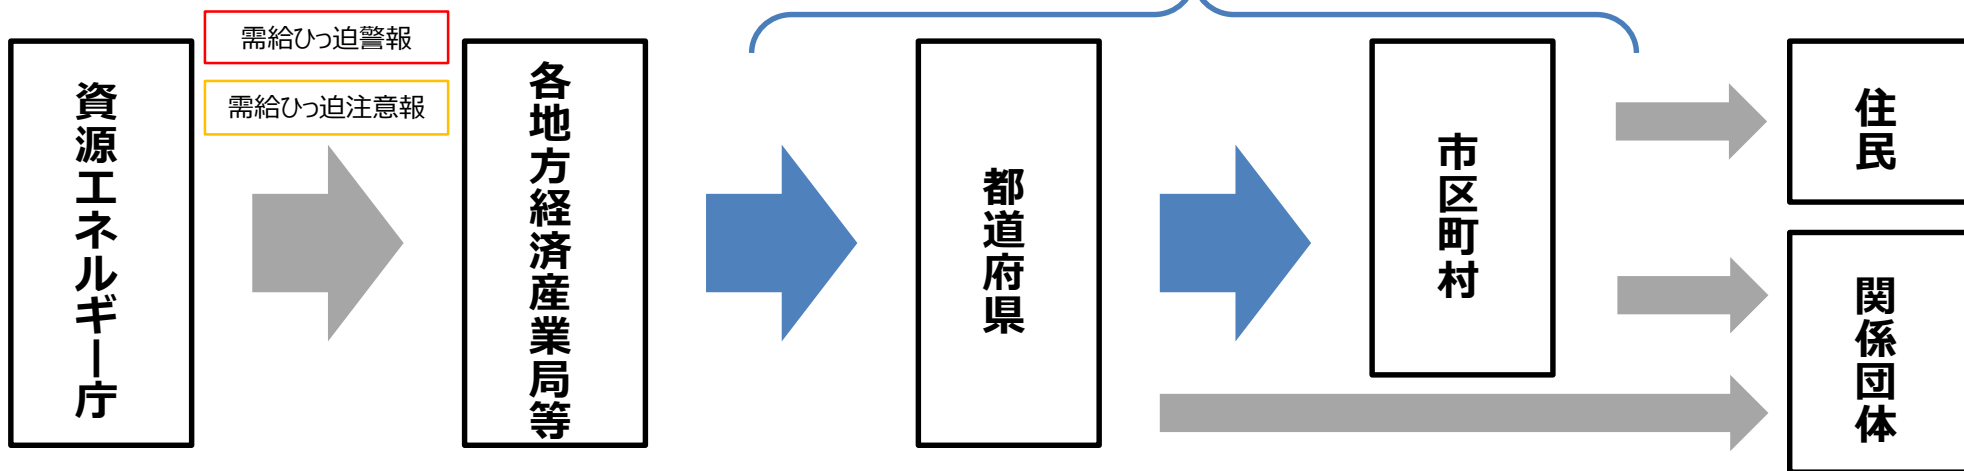 資源エネルギー庁
需給ひっ迫警報
需給ひっ迫注意報
各地方経済産業局等
都道府県
市区町村
住民
関係団体